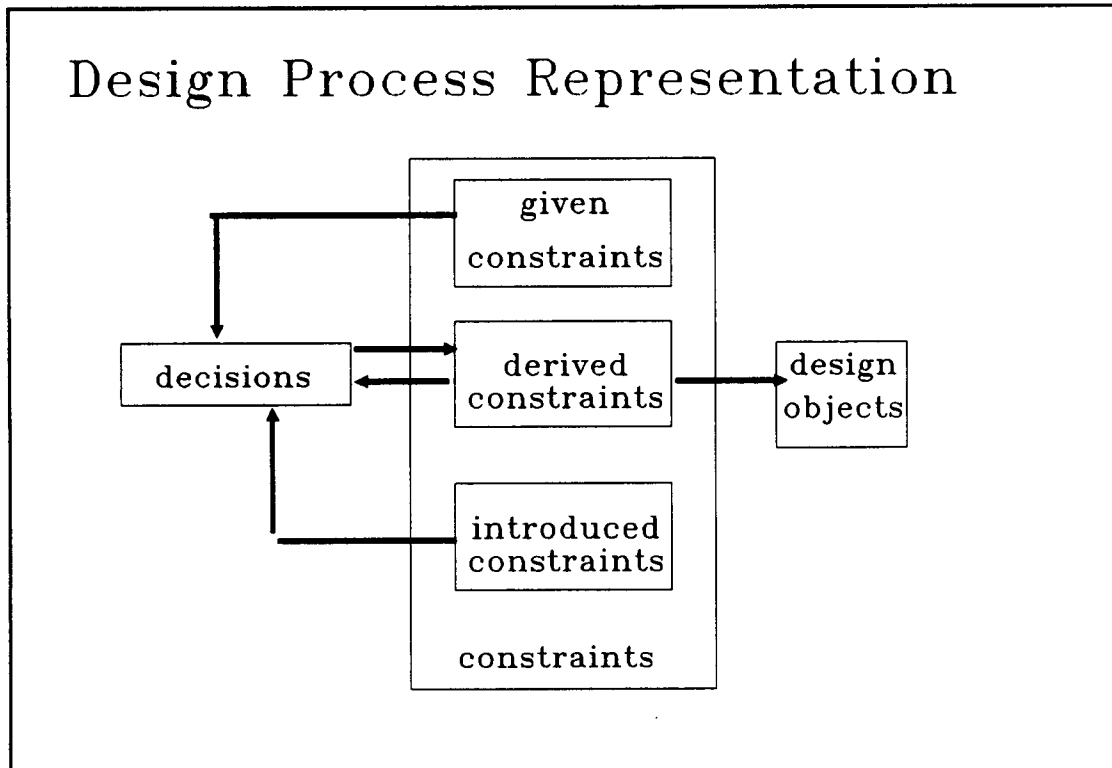 Design Process Representation
given
constraints
decisions
derived
constraints
design
objects
introduced
constraints
constraints